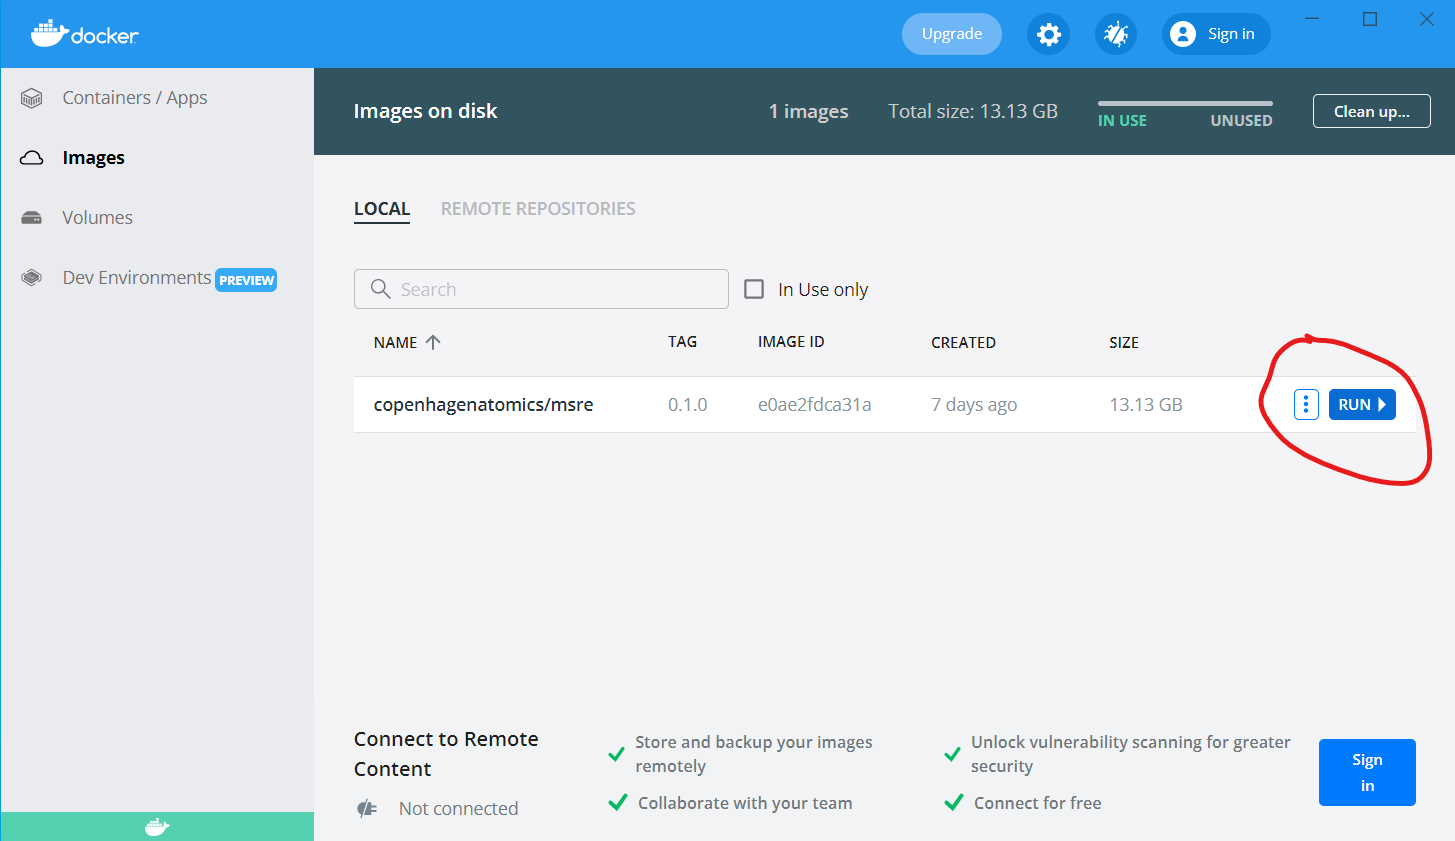 docker
Upgrade
Sign in
Containers / Apps
Images
Volumes
Dev Environments PREVIEW
Images on disk
1 images
Total size: 13.13 GB
IN USE
UNUSED
Clean up...
LOCAL
REMOTE REPOSITORIES
Search
In Use only
NAME TAG IMAGE ID CREATED SIZE
copenhagenatomics/msre 0.1.0 e0ae2fdca31a 7 days ago 13.13 GB RUN
Connect to Remote
Content
Not connected
Store and backup your images
remotely
Collaborate with your team
Unlock vulnerability scanning for greater
security
Connect for free
Sign
in